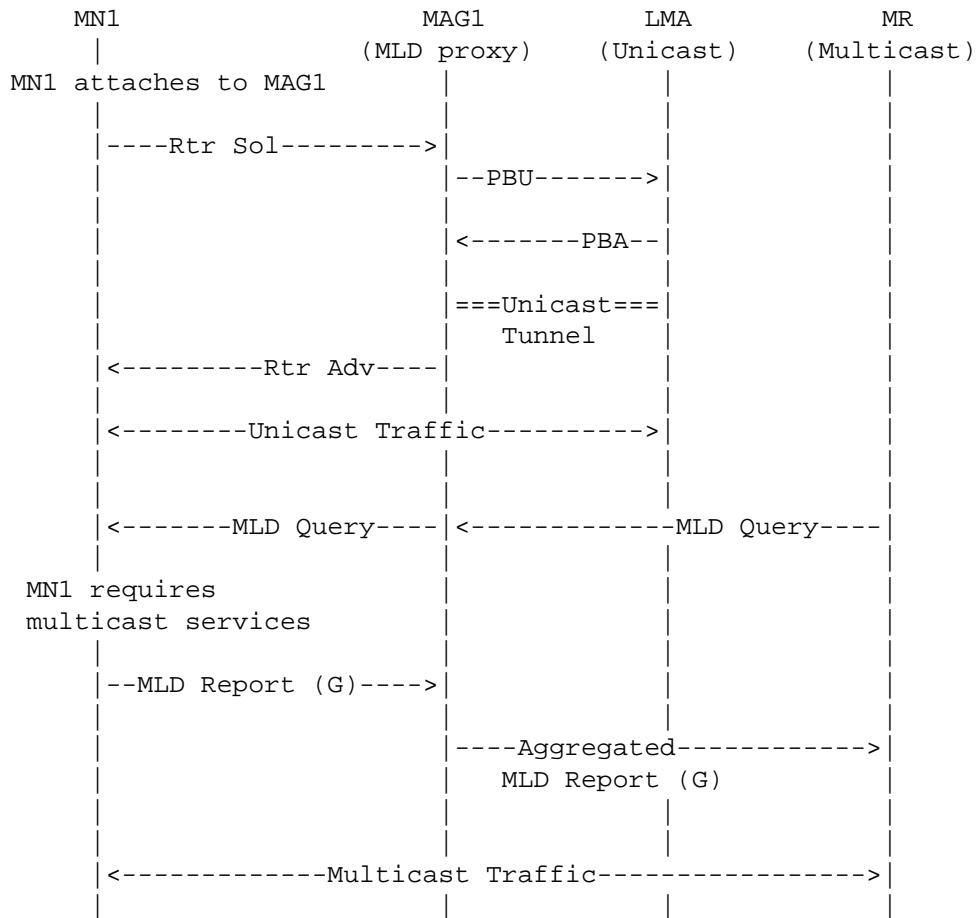 MN1 MAG1 LMA MR
(MLD proxy) (Unicast) (Multicast)
MN1 attaches to MAG1
----Rtr Sol--------->
--PBU------->
<-------PBA--
===Unicast===
Tunnel
<---------Rtr Adv----
<--------Unicast Traffic---------->
<-------MLD Query---- <-------------MLD Query----
MN1 requires
multicast services
--MLD Report (G)---->
----Aggregated------------>
MLD Report (G)
<-------------Multicast Traffic----------------->